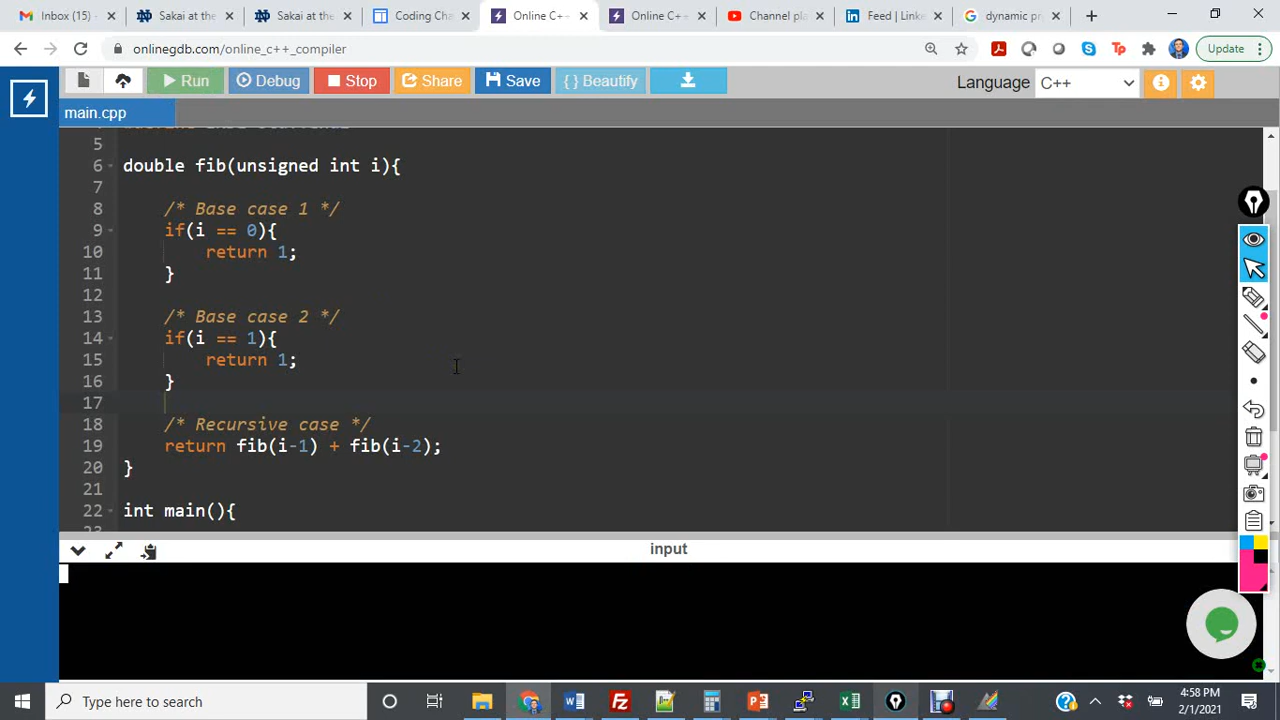 Inbox (15)
Sakai at the
Sakai at the
Coding Cha
Online C++
Online C++
Channel pla
Feed | Linke
dynamic pr
onlinegdb.com/online_c++_compiler
Update
Run
Debug
Stop
Share
Save
{ } Beautify
Language C++
main.cpp
5
6 double fib(unsigned int i){
7
8 /* Base case 1 */
9 if(i == 0){
10 return 1;
11 }
12
13 /* Base case 2 */
14 if(i == 1){
15 return 1;
16 }
17
18 /* Recursive case */
19 return fib(i-1) + fib(i-2);
20 }
21
22 int main(){
input
Type here to search
4:58 PM
2/1/2021